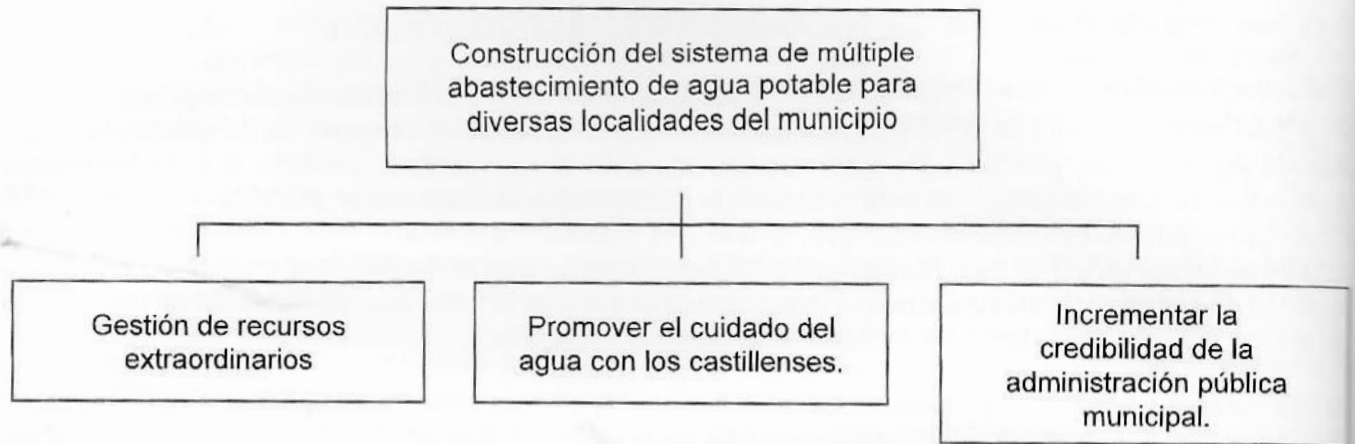 Construcción del sistema de múltiple
abastecimiento de agua potable para
diversas localidades del municipio
Gestión de recursos
extraordinarios
Promover el cuidado del
agua con los castillenses.
Incrementar la
credibilidad de la
administración pública
municipal.